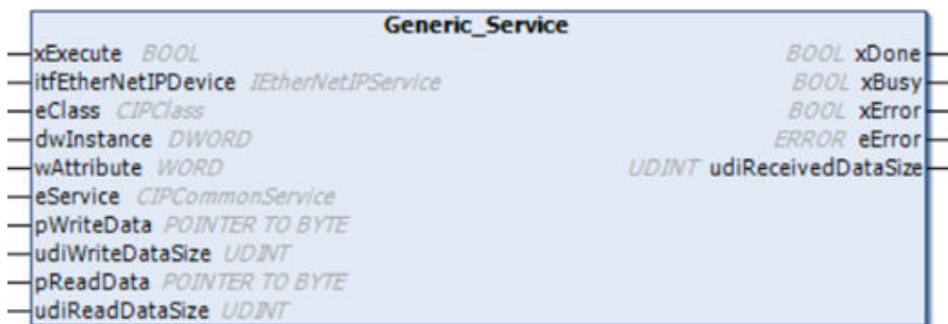 Generic_Service
xExecute BOOL BOOL xDone
itfEtherNetIPDevice IEtherNetIPService BOOL xBusy
eClass CIPClass BOOL xError
dwInstance DWORD ERROR eError
wAttribute WORD UDINT udiReceivedDataSize
eService CIPCommonService
pWriteData POINTER TO BYTE
udiWriteDataSize UDINT
pReadData POINTER TO BYTE
udiReadDataSize UDINT